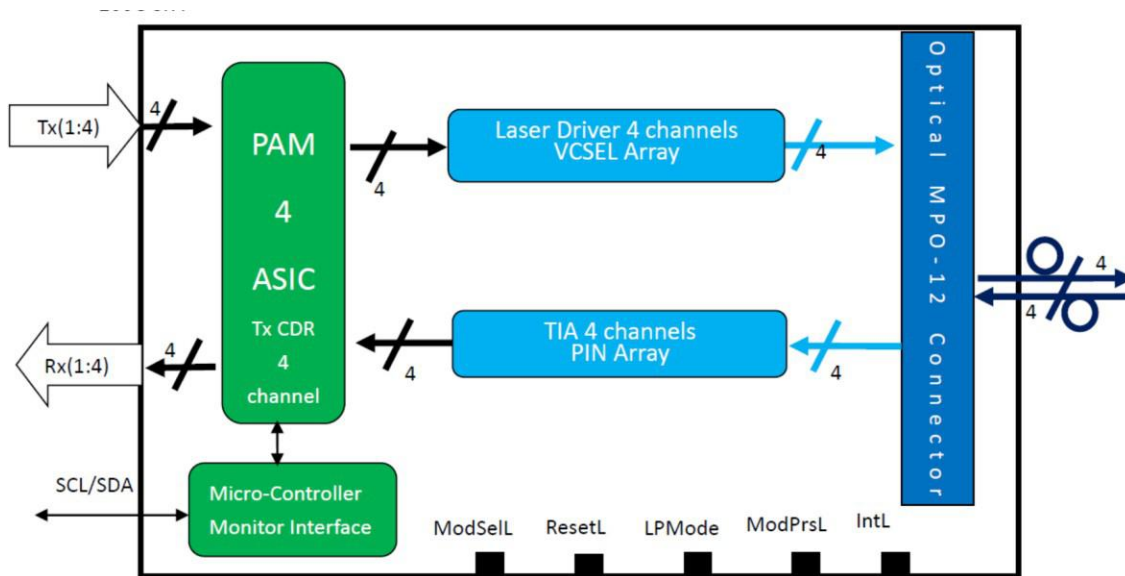 Tx(1:4)
4
PAM
4
ASIC
Tx CDR
4
channel
4
Laser Driver 4 channels
VCSEL Array
4
Optical MPO-12 Connector
4
4
Rx(1:4)
4
4
TIA 4 channels
PIN Array
4
SCL/SDA
Micro-Controller
Monitor Interface
ModSelL
ResetL
LPMode
ModPrsL
IntL